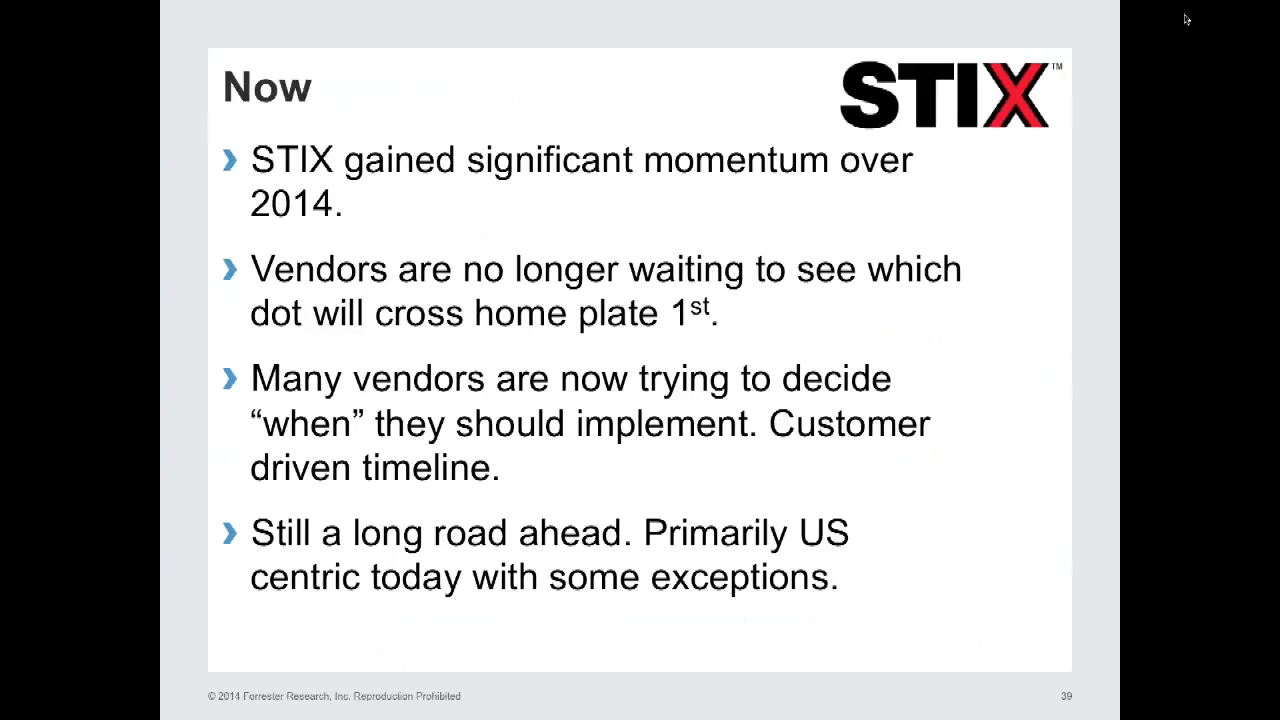 Now
STIX™
› STIX gained significant momentum over
2014.
› Vendors are no longer waiting to see which
dot will cross home plate 1st.
› Many vendors are now trying to decide
“when” they should implement. Customer
driven timeline.
› Still a long road ahead. Primarily US
centric today with some exceptions.
© 2014 Forrester Research, Inc. Reproduction Prohibited
39